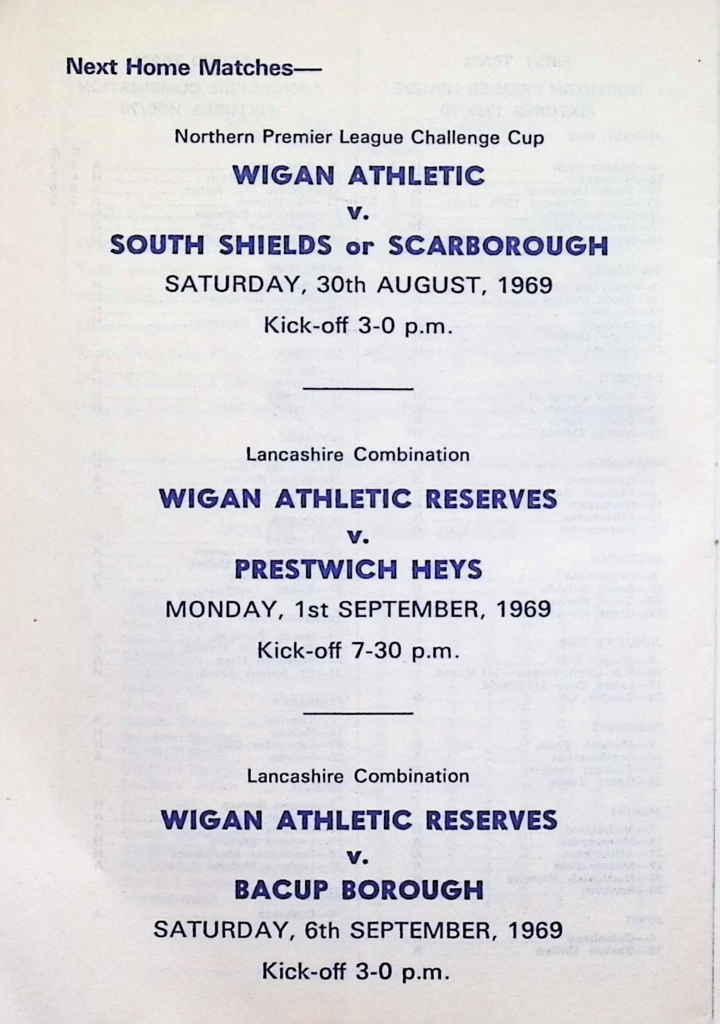 Next Home Matches—
Northern Premier League Challenge Cup
WIGAN ATHLETIC
v.
SOUTH SHIELDS or SCARBOROUGH
SATURDAY, 30th AUGUST, 1969
Kick-off 3-0 p.m.
Lancashire Combination
WIGAN ATHLETIC RESERVES
v.
PRESTWICH HEYS
MONDAY, 1st SEPTEMBER, 1969
Kick-off 7-30 p.m.
Lancashire Combination
WIGAN ATHLETIC RESERVES
v.
BACUP BOROUGH
SATURDAY, 6th SEPTEMBER, 1969
Kick-off 3-0 p.m.